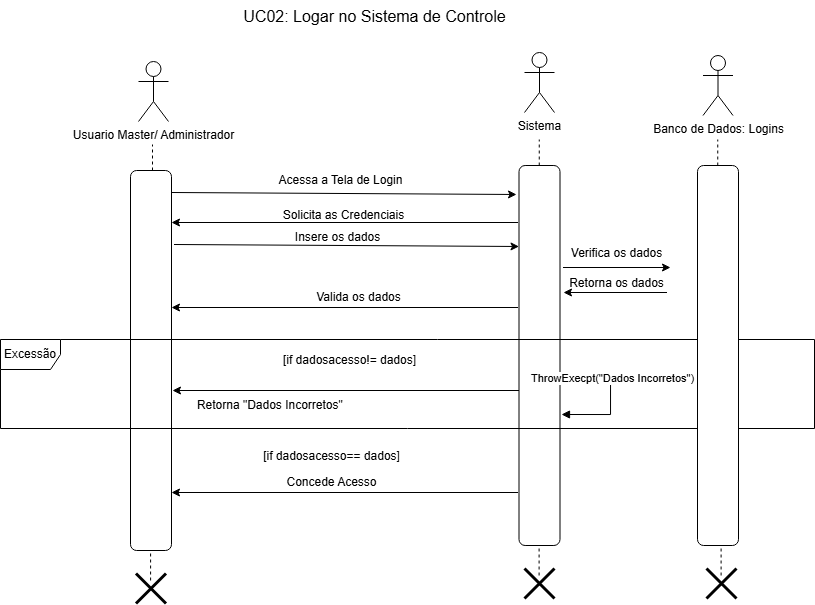 UC02: Logar no Sistema de Controle
Usuario Master/ Administrador
Sistema
Banco de Dados: Logins
Acessa a Tela de Login
Solicita as Credenciais
Insere os dados
Verifica os dados
Retorna os dados
Valida os dados
Excessão
[if dadosacesso!= dados]
ThrowExecpt("Dados Incorretos")
Retorna "Dados Incorretos"
[if dadosacesso== dados]
Concede Acesso